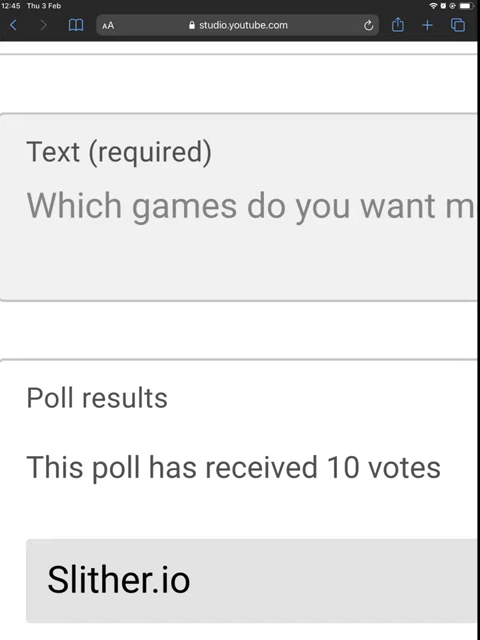 12:45 Thu 3 Feb
AA studio.youtube.com
Text (required)
Which games do you want m
Poll results
This poll has received 10 votes
Slither.io